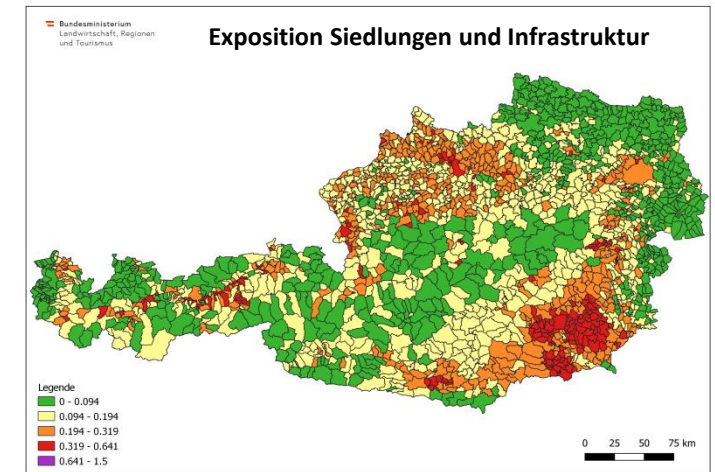 Bundesministerium
Landwirtschaft, Regionen
und Tourismus
Exposition Siedlungen und Infrastruktur
Legende
0 - 0.094
0.094 - 0.194
0.194 - 0.319
0.319 - 0.641
0.641 - 1.5
0 25 50 75 km